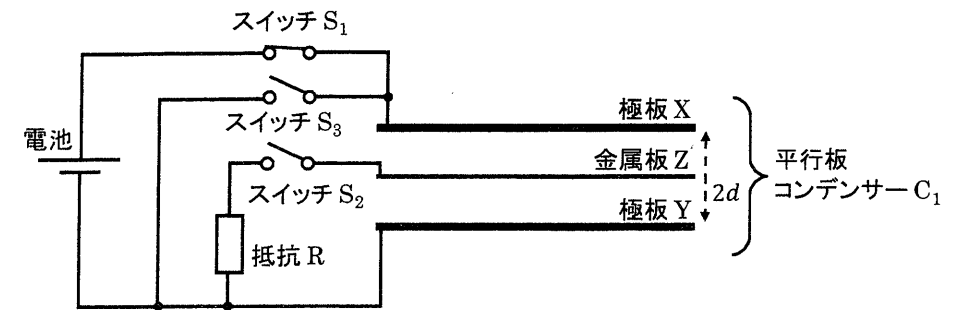 スイッチ S₁
極板 X
スイッチ S₃
電池
金属板 Z
平行板
コンデンサー C₁
2d
スイッチ S₂
極板 Y
抵抗 R